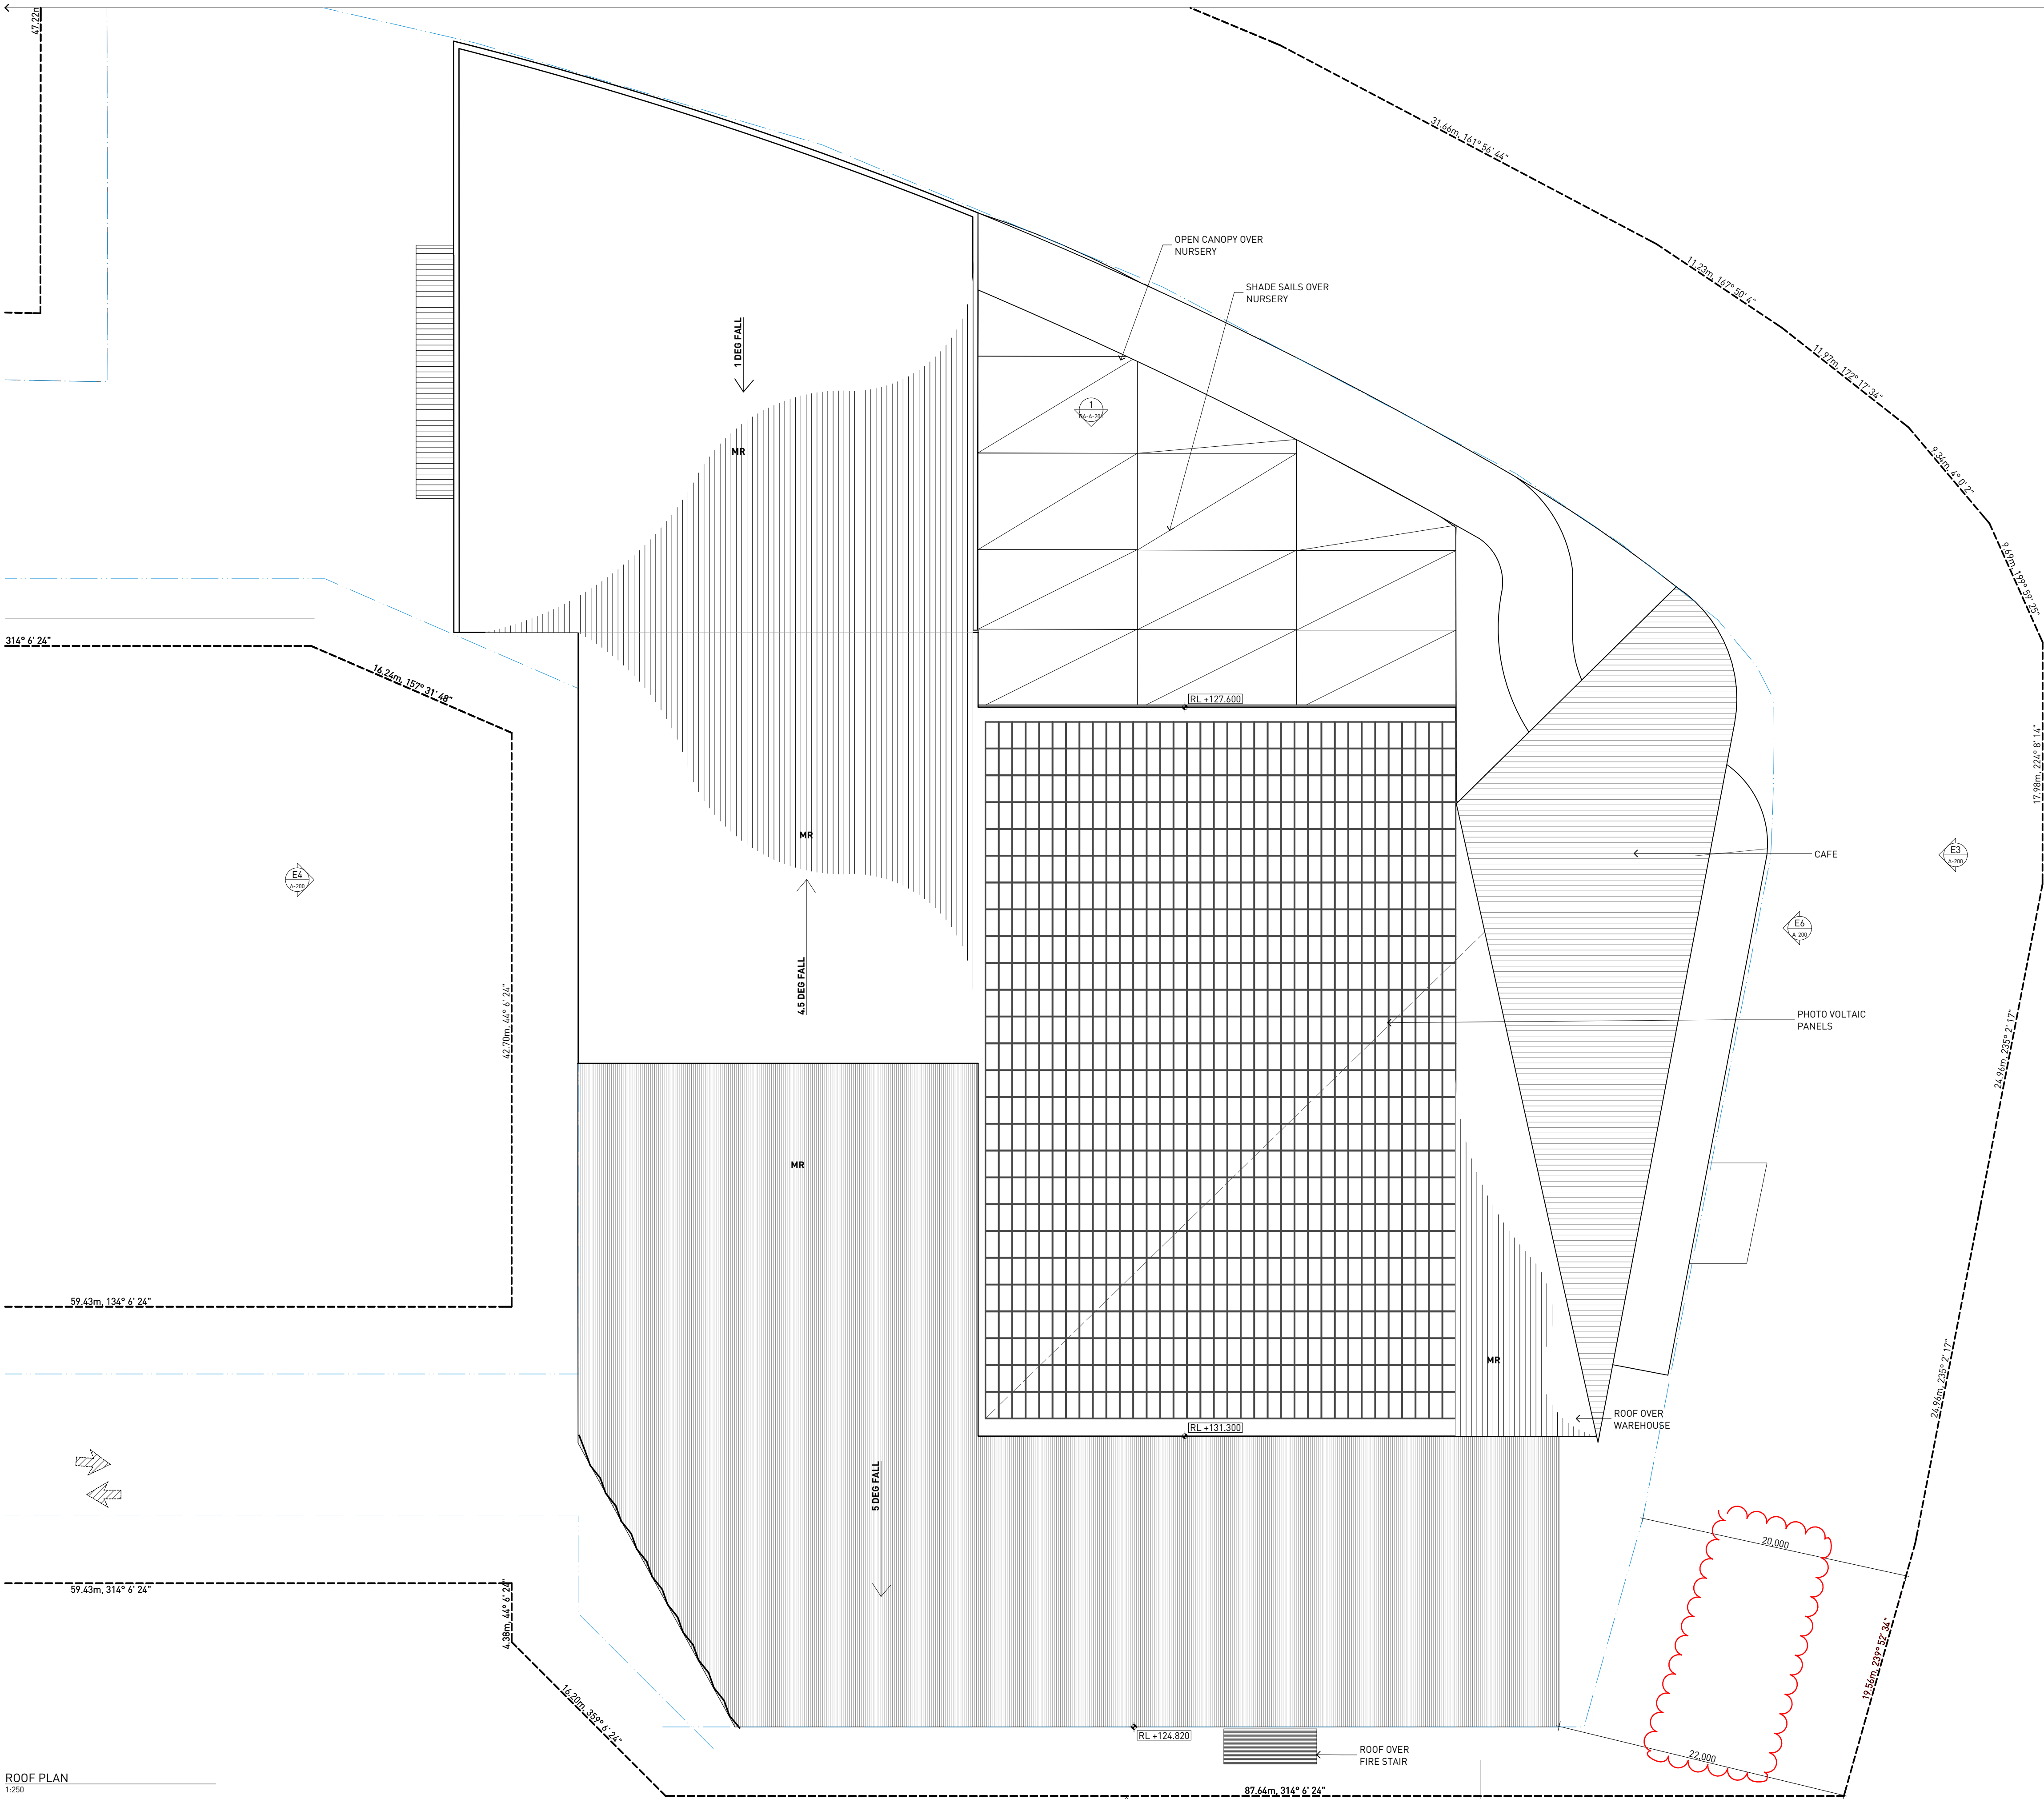 47.22m
31.66m, 161° 56' 44"
OPEN CANOPY OVER
NURSERY
SHADE SAILS OVER
NURSERY
11.23m, 167° 50' 4"
1 DEG FALL
11.97m, 172° 17' 34"
1
DA-A-201
MR
9.34m, 4° 0' 2"
9.69m, 199° 59' 25"
314° 6' 24"
16.24m, 157° 31' 48"
RL +127.600
17.98m, 224° 8' 14"
MR
CAFE
E3
A-200
E4
A-200
E6
A-200
4.5 DEG FALL
42.70m, 44° 6' 24"
PHOTO VOLTAIC
PANELS
24.96m, 235° 2' 17"
MR
59.43m, 134° 6' 24"
MR
24.96m, 235° 2' 17"
ROOF OVER
WAREHOUSE
RL +131.300
5 DEG FALL
20,000
59.43m, 314° 6' 24"
4.38m, 44° 6' 24"
19.56m, 239° 52' 34"
16.20m, 359° 6' 24"
RL +124.820
ROOF OVER
FIRE STAIR
22,000
ROOF PLAN
1:250
87.64m, 314° 6' 24"